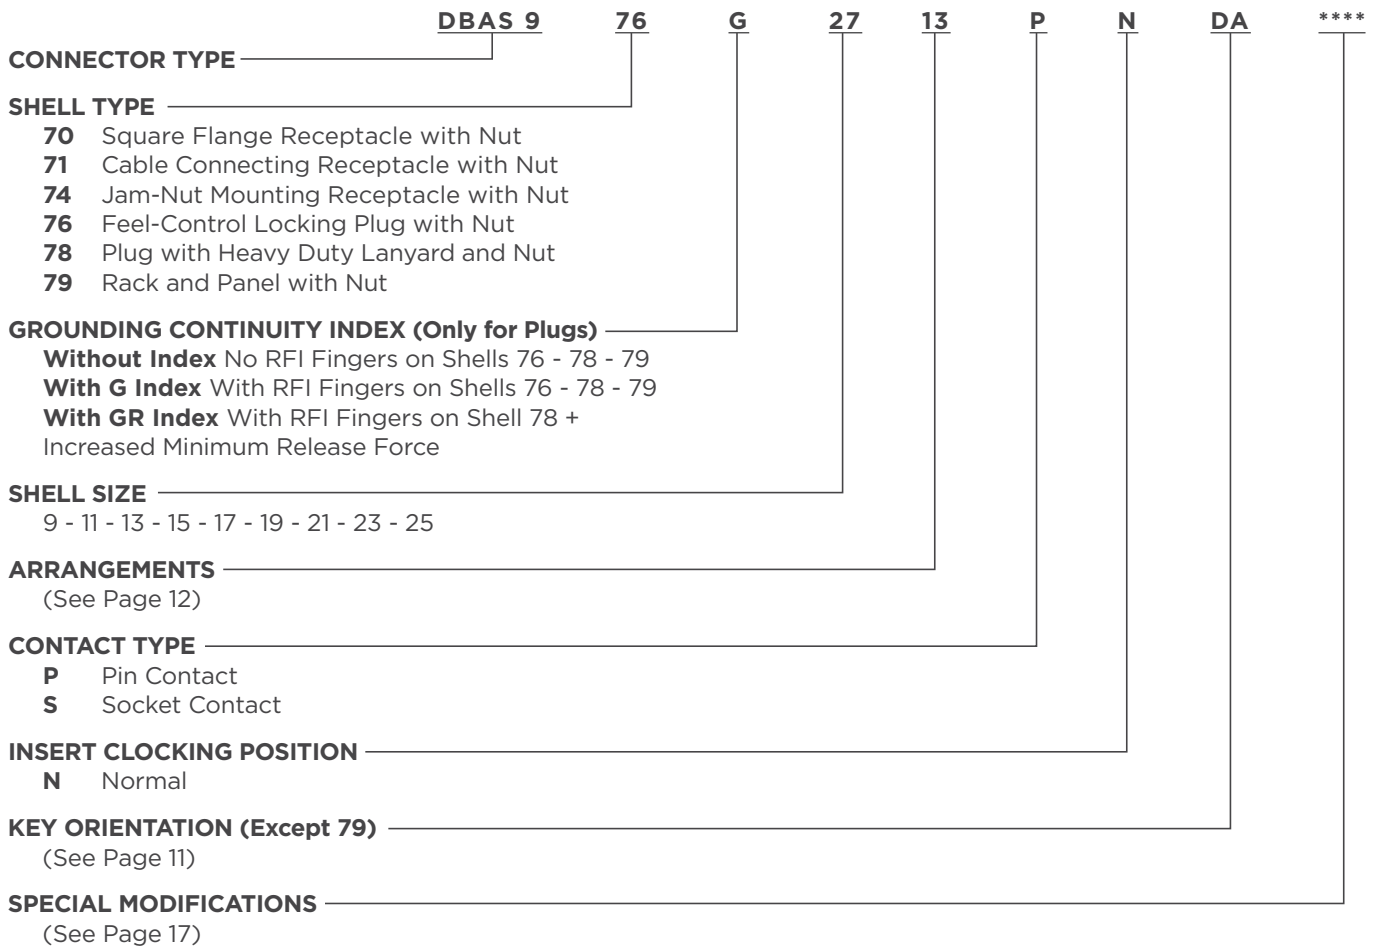 DBAS 9 76 G 27 13 P N DA ****
CONNECTOR TYPE
SHELL TYPE
70 Square Flange Receptacle with Nut
71 Cable Connecting Receptacle with Nut
74 Jam-Nut Mounting Receptacle with Nut
76 Feel-Control Locking Plug with Nut
78 Plug with Heavy Duty Lanyard and Nut
79 Rack and Panel with Nut
GROUNDING CONTINUITY INDEX (Only for Plugs)
Without Index No RFI Fingers on Shells 76 - 78 - 79
With G Index With RFI Fingers on Shells 76 - 78 - 79
With GR Index With RFI Fingers on Shell 78 +
Increased Minimum Release Force
SHELL SIZE
9 - 11 - 13 - 15 - 17 - 19 - 21 - 23 - 25
ARRANGEMENTS
(See Page 12)
CONTACT TYPE
P Pin Contact
S Socket Contact
INSERT CLOCKING POSITION
N Normal
KEY ORIENTATION (Except 79)
(See Page 11)
SPECIAL MODIFICATIONS
(See Page 17)